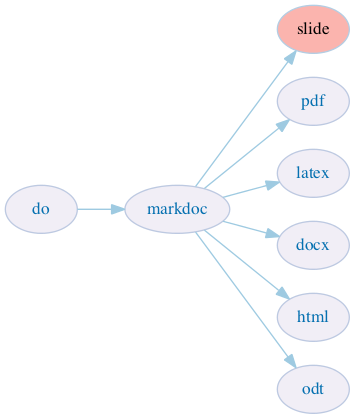 slide
pdf
latex
do
markdoc
docx
html
odt